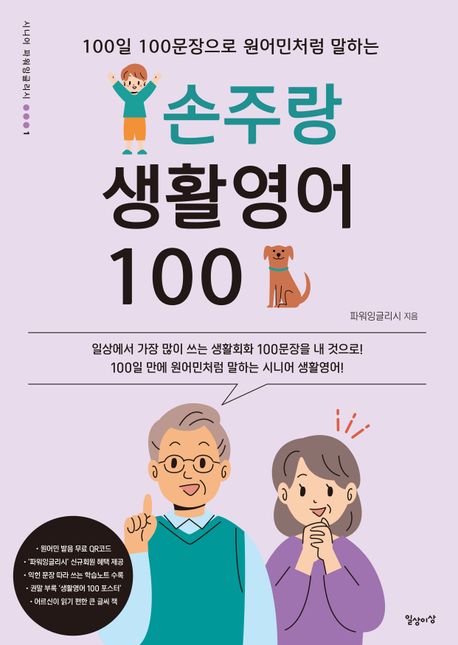 시니어 파워잉글리시 1
100일 100문장으로 원어민처럼 말하는
손주랑
생활영어
100
파워잉글리시 지음
일상에서 가장 많이 쓰는 생활회화 100문장을 내 것으로!
100일 만에 원어민처럼 말하는 시니어 생활영어!
• 원어민 발음 무료 QR코드
• '파워잉글리시' 신규회원 혜택 제공
• 익힌 문장 따라 쓰는 학습노트 수록
• 권말 부록 '생활영어 100 포스터'
• 어르신이 읽기 편한 큰 글씨 책
일상이상